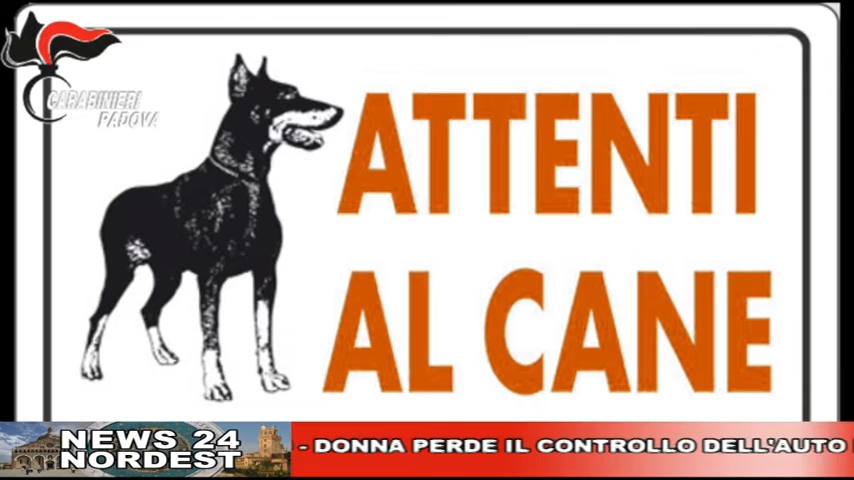 CARABINIERI
PADOVA
ATTENTI
AL CANE
NEWS 24
NORDEST
- DONNA PERDE IL CONTROLLO DELL'AUTO